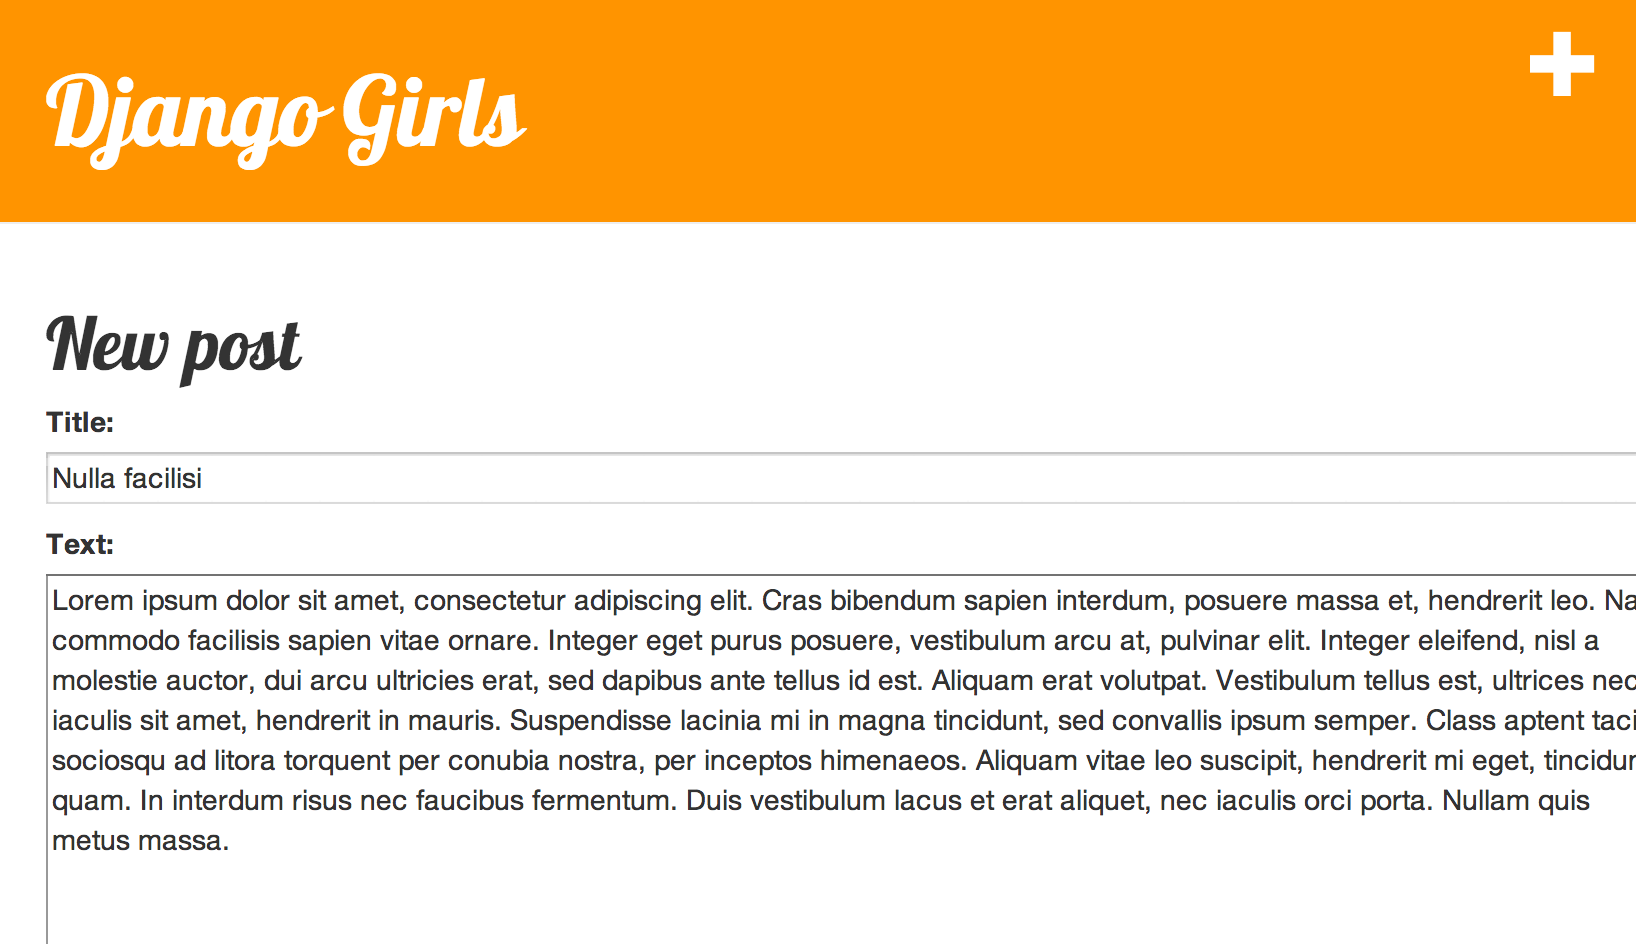 Django Girls
New post
Title:
Nulla facilisi
Text:
Lorem ipsum dolor sit amet, consectetur adipiscing elit. Cras bibendum sapien interdum, posuere massa et, hendrerit leo.
commodo facilisis sapien vitae ornare. Integer eget purus posuere, vestibulum arcu at, pulvinar elit. Integer eleifend, nisl a
molestie auctor, dui arcu ultricies erat, sed dapibus ante tellus id est. Aliquam erat volutpat. Vestibulum tellus est, ultrices nec
iaculis sit amet, hendrerit in mauris. Suspendisse lacinia mi in magna tincidunt, sed convallis ipsum semper. Class aptent
sociosqu ad litora torquent per conubia nostra, per inceptos himenaeos. Aliquam vitae leo suscipit, hendrerit mi eget,
quam. In interdum risus nec faucibus fermentum. Duis vestibulum lacus et erat aliquet, nec iaculis orci porta. Nullam quis
metus massa.